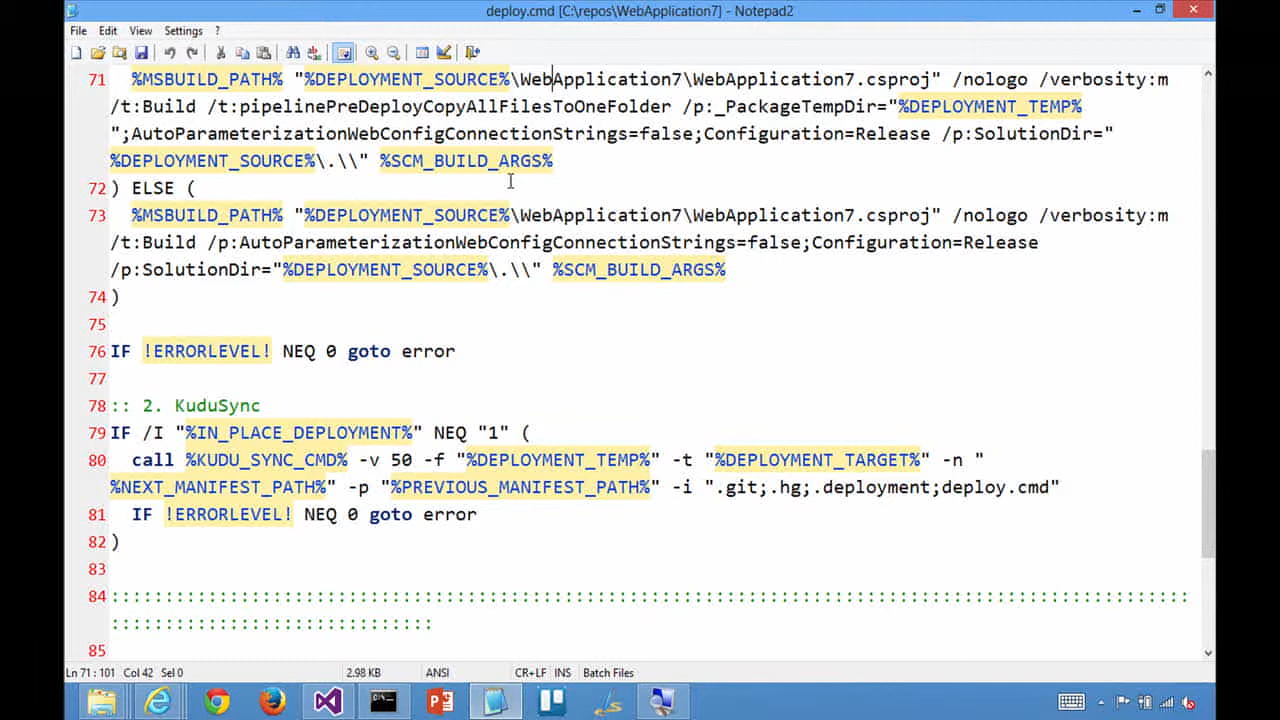 deploy.cmd [C:\repos\WebApplication7] - Notepad2
File Edit View Settings ?
71 %MSBUILD_PATH% "%DEPLOYMENT_SOURCE%\WebApplication7\WebApplication7.csproj" /nologo /verbosity:m
/t:Build /t:pipelinePreDeployCopyAllFilesToOneFolder /p:_PackageTempDir="%DEPLOYMENT_TEMP%
";AutoParameterizationWebConfigConnectionStrings=false;Configuration=Release /p:SolutionDir="
%DEPLOYMENT_SOURCE%\.\\" %SCM_BUILD_ARGS%
72 ) ELSE (
73 %MSBUILD_PATH% "%DEPLOYMENT_SOURCE%\WebApplication7\WebApplication7.csproj" /nologo /verbosity:m
/t:Build /p:AutoParameterizationWebConfigConnectionStrings=false;Configuration=Release
/p:SolutionDir="%DEPLOYMENT_SOURCE%\.\\" %SCM_BUILD_ARGS%
74 )
75
76 IF !ERRORLEVEL! NEQ 0 goto error
77
78 :: 2. KuduSync
79 IF /I "%IN_PLACE_DEPLOYMENT%" NEQ "1" (
80 call %KUDU_SYNC_CMD% -v 50 -f "%DEPLOYMENT_TEMP%" -t "%DEPLOYMENT_TARGET%" -n "
%NEXT_MANIFEST_PATH%" -p "%PREVIOUS_MANIFEST_PATH%" -i ".git;.hg;.deployment;deploy.cmd"
81 IF !ERRORLEVEL! NEQ 0 goto error
82 )
83
84 ::::::::::::::::::::::::::::::::::::::::::::::::::::::::::::::::::::::::::::::::::::::::::::::::::::
::::::::::::::::::::::::::::::
85
Ln 71 : 101 Col 42 Sel 0 2.98 KB ANSI CR+LF INS Batch Files